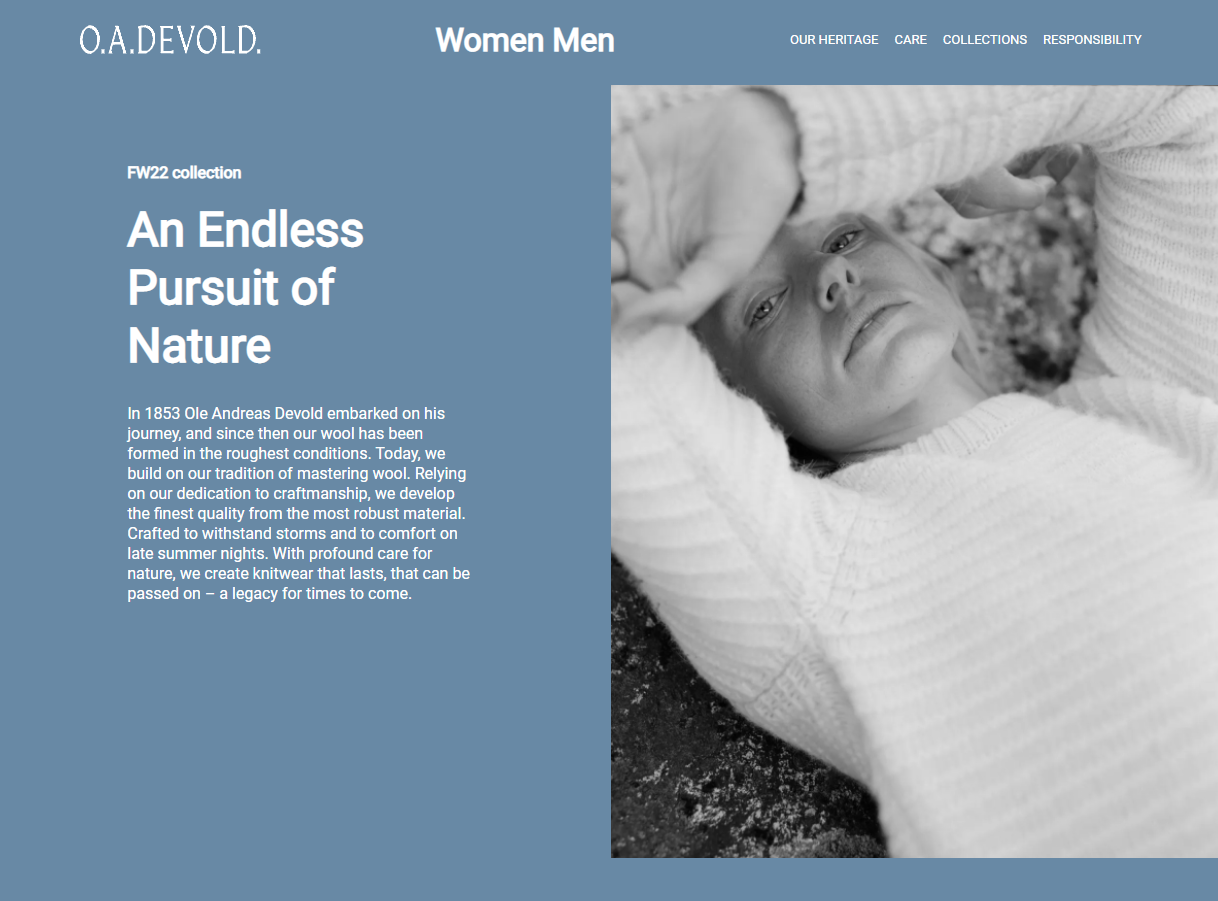 O.A.DEVOLD.
Women Men
OUR HERITAGE CARE COLLECTIONS RESPONSIBILITY
FW22 collection
An Endless
Pursuit of
Nature
In 1853 Ole Andreas Devold embarked on his
journey, and since then our wool has been
formed in the roughest conditions. Today, we
build on our tradition of mastering wool. Relying
on our dedication to craftmanship, we develop
the finest quality from the most robust material.
Crafted to withstand storms and to comfort on
late summer nights. With profound care for
nature, we create knitwear that lasts, that can be
passed on – a legacy for times to come.